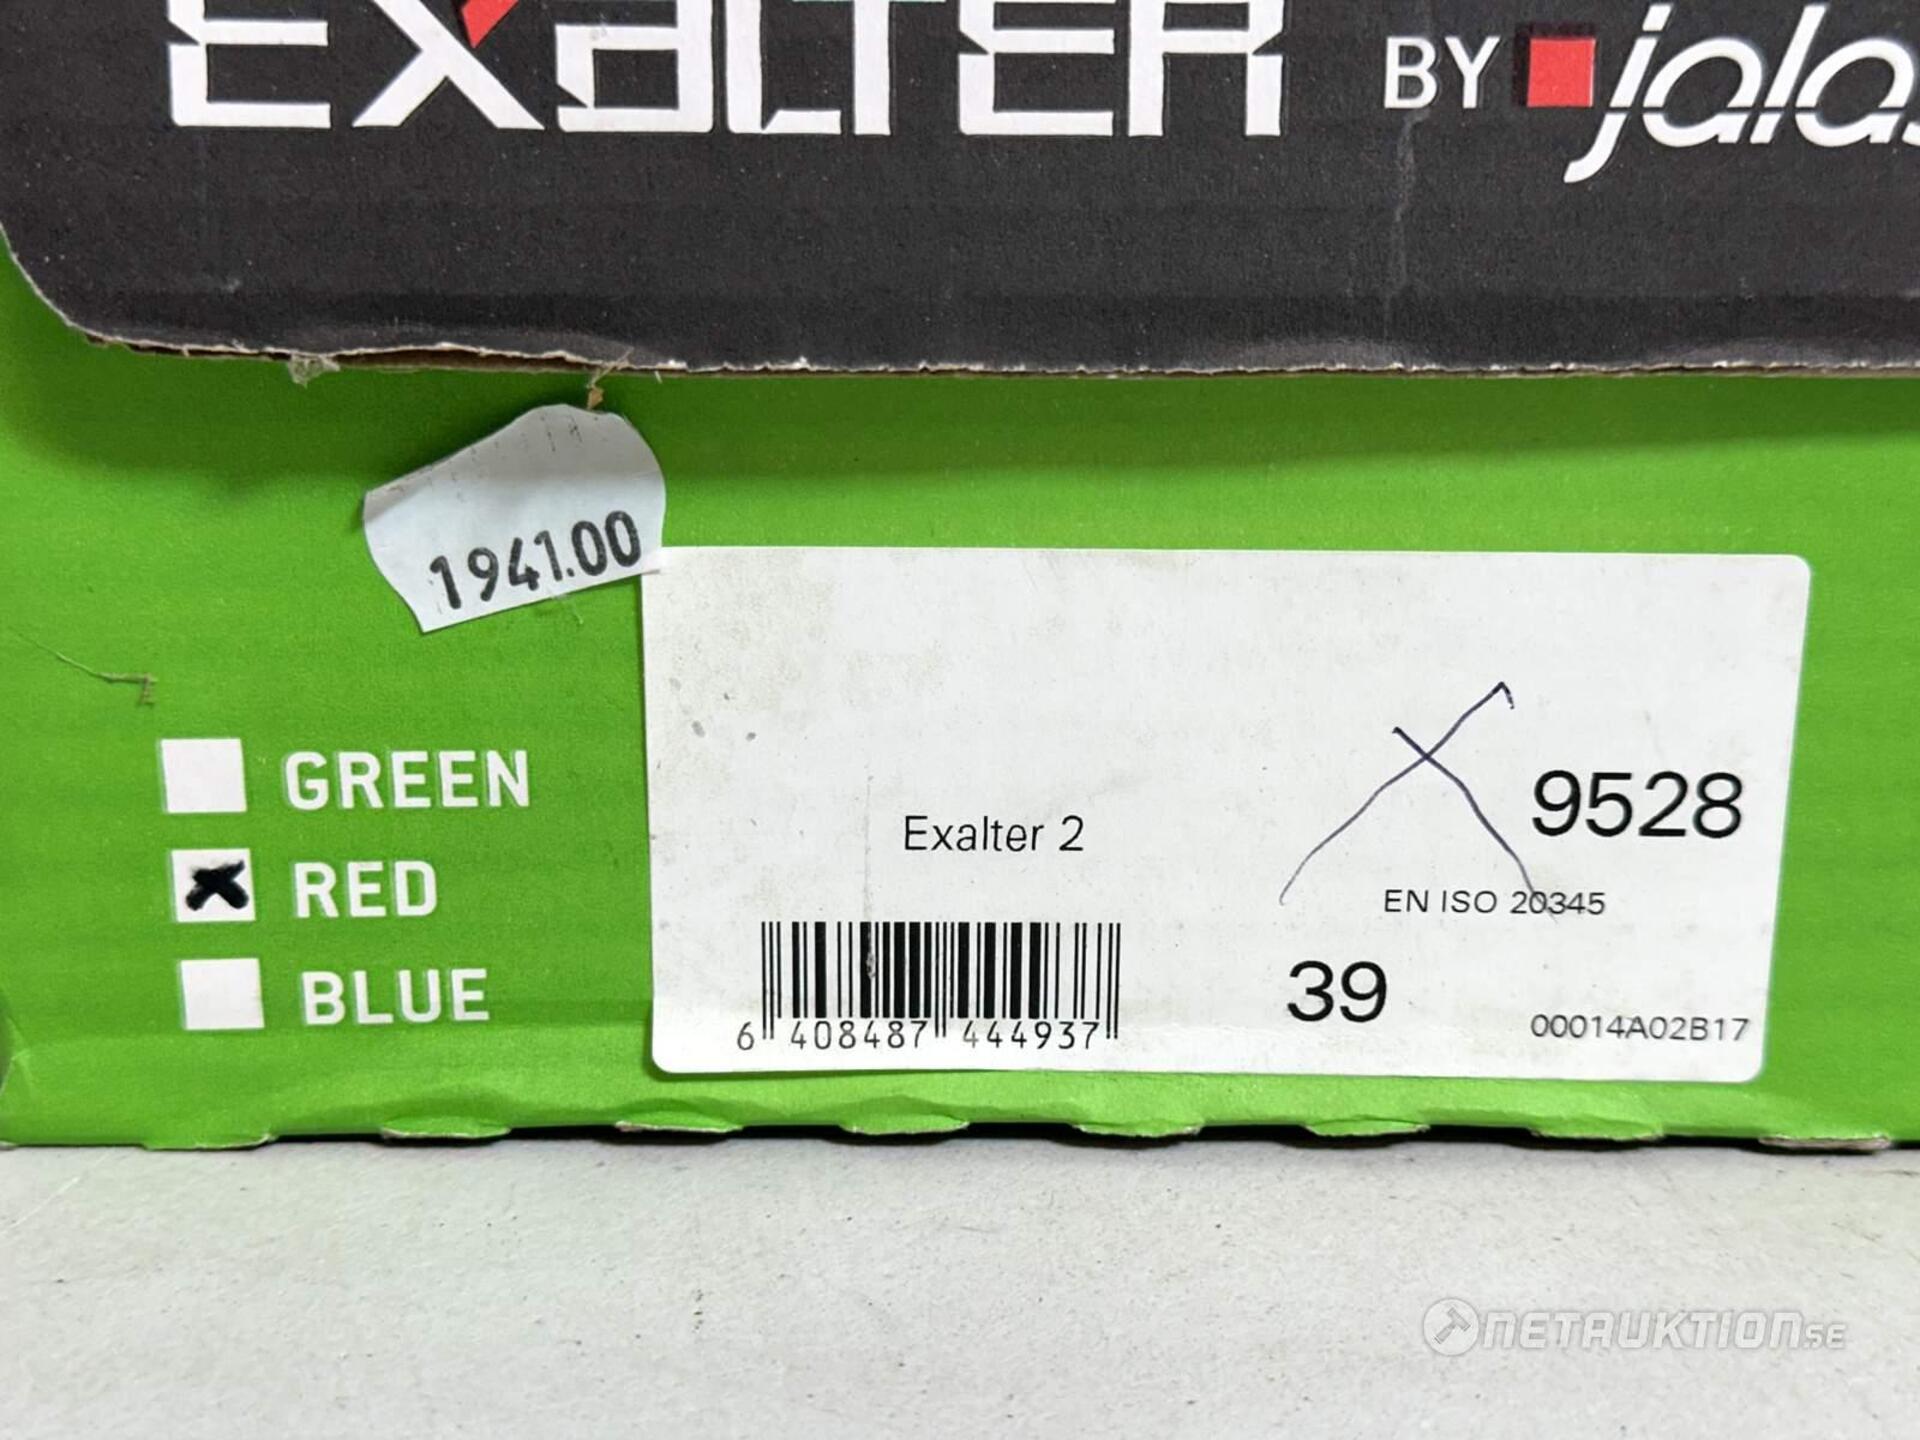 EXALTER BY jalas
1941.00
GREEN
RED
BLUE
Exalter 2
9528
EN ISO 20345
39
6 408487 444937
00014A02B17
NETAUKTION.SE